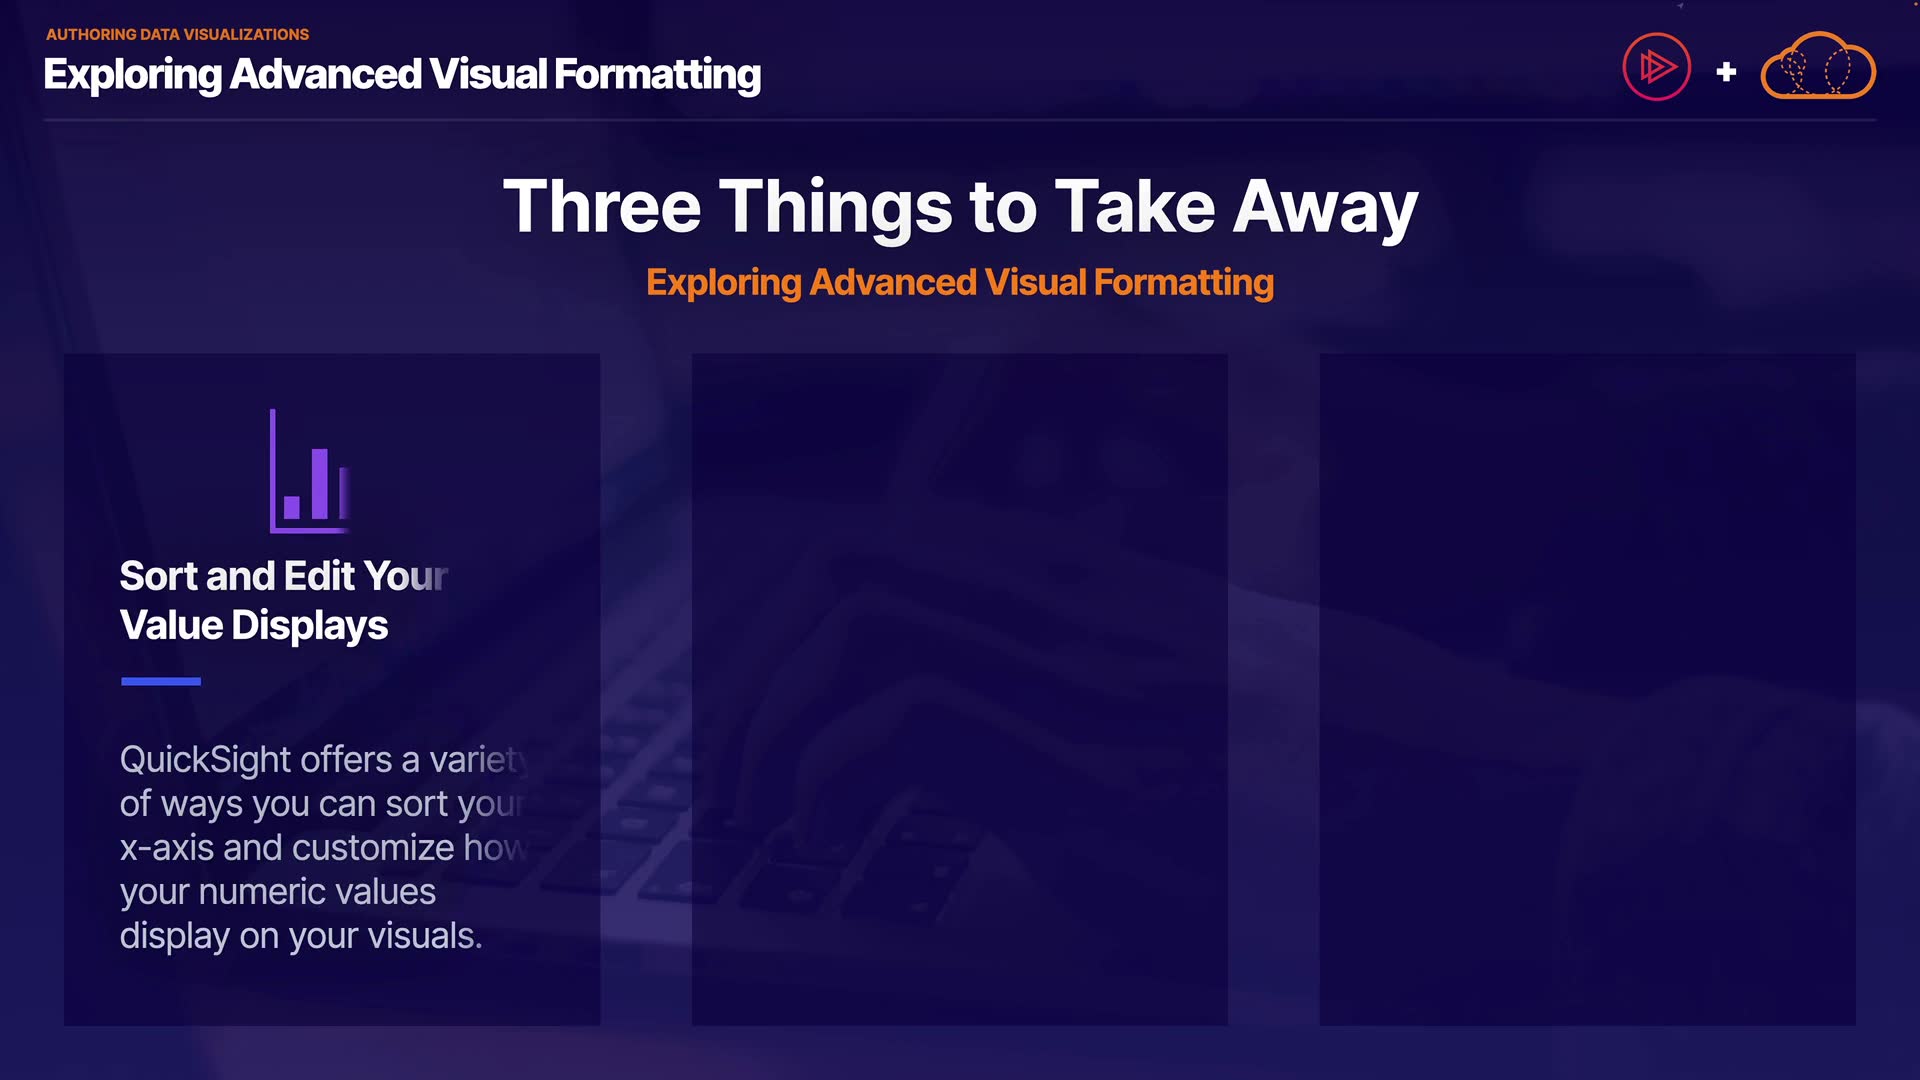 AUTHORING DATA VISUALIZATIONS
Exploring Advanced Visual Formatting
Three Things to Take Away
Exploring Advanced Visual Formatting
Sort and Edit Your
Value Displays
QuickSight offers a variety
of ways you can sort your
x-axis and customize how
your numeric values
display on your visuals.